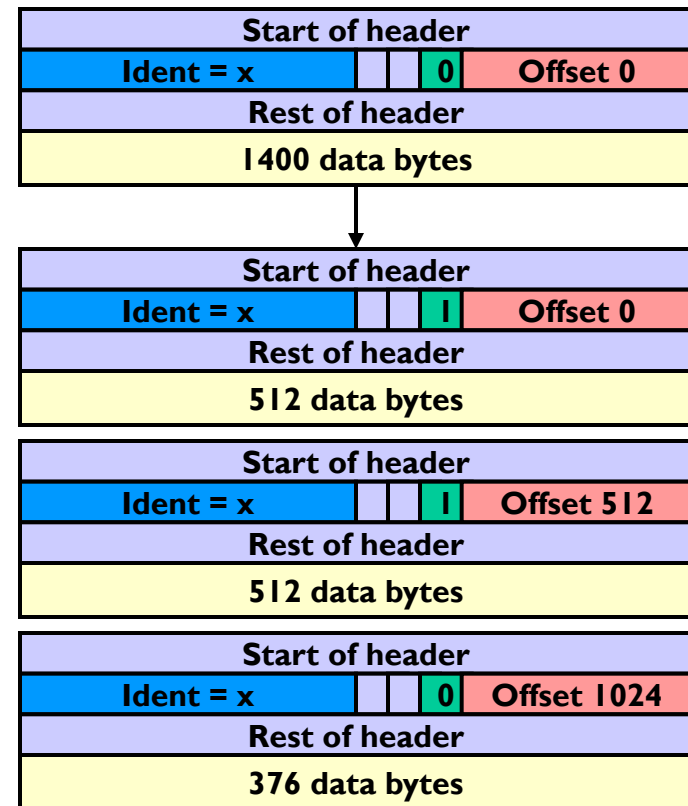 Start of header
Ident = x 0 Offset 0
Rest of header
1400 data bytes
Start of header
Ident = x 1 Offset 0
Rest of header
512 data bytes
Start of header
Ident = x 1 Offset 512
Rest of header
512 data bytes
Start of header
Ident = x 0 Offset 1024
Rest of header
376 data bytes